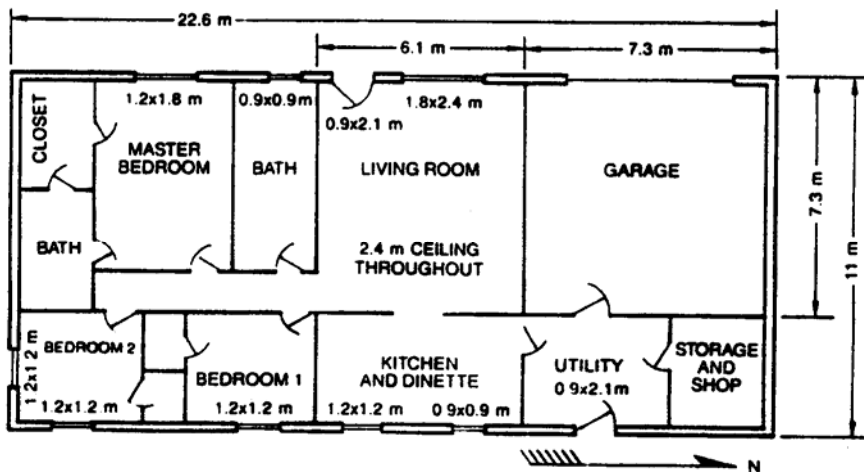 22.6 m
6.1 m
7.3 m
1.2x1.8 m
0.9x0.9m
1.8x2.4 m
0.9x2.1 m
CLOSET
MASTER
BEDROOM
BATH
LIVING ROOM
GARAGE
7.3 m
11 m
BATH
2.4 m CEILING
THROUGHOUT
BEDROOM 2
1.2x1.2 m
BEDROOM 1
KITCHEN
AND DINETTE
UTILITY
0 9x2.1m
STORAGE
AND
SHOP
1.2x1.2 m
1.2x1.2 m
1.2x1.2 m
0 9x0.9 m
N